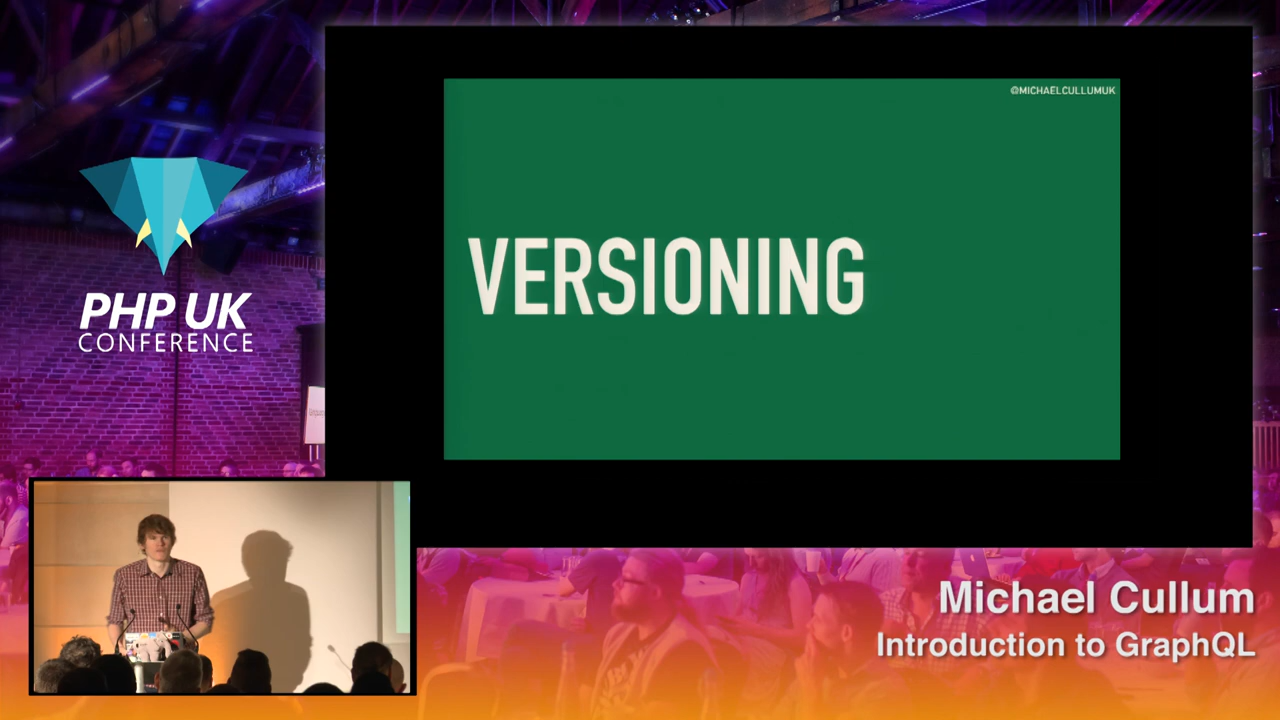 @MICHAELCULLUMUK
VERSIONING
PHP UK
CONFERENCE
Michael Cullum
Introduction to GraphQL